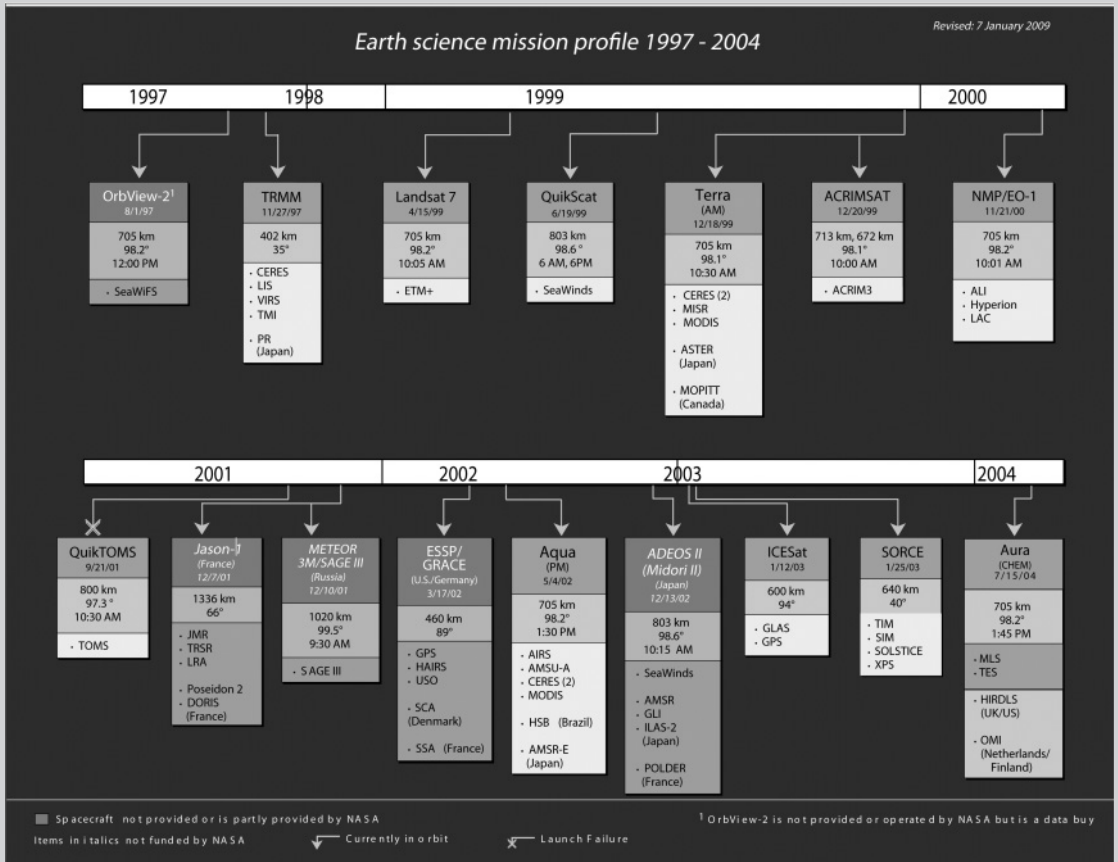 Revised: 7 January 2009
Earth science mission profile 1997 - 2004
1997 1998 1999 2000
OrbView-2¹
8/1/97
705 km
98.2°
12:00 PM
· SeaWiFS
TRMM
11/27/97
402 km
35°
· CERES
· LIS
· VIRS
· TMI
· PR
(Japan)
Landsat 7
4/15/99
705 km
98.2°
10:05 AM
· ETM+
QuikScat
6/19/99
803 km
98.6 °
6 AM, 6PM
· SeaWinds
Terra
(AM)
12/18/99
705 km
98.1°
10:30 AM
· CERES (2)
· MISR
· MODIS
· ASTER
(Japan)
· MOPITT
(Canada)
ACRIMSAT
12/20/99
713 km, 672 km
98.1°
10:00 AM
· ACRIM3
NMP/EO-1
11/21/00
705 km
98.2°
10:01 AM
· ALI
· Hyperion
· LAC
2001 2002 2003 2004
QuikTOMS
9/21/01
800 km
97.3 °
10:30 AM
· TOMS
Jason-1
(France)
12/7/01
1336 km
66°
· JMR
· TRSR
· LRA
· Poseidon 2
· DORIS
(France)
METEOR
3M/SAGE III
(Russia)
12/10/01
1020 km
99.5°
9:30 AM
· SAGE III
ESSP/
GRACE
(U.S./Germany)
3/17/02
460 km
89°
· GPS
· HAIRS
· USO
· SCA
(Denmark)
· SSA (France)
Aqua
(PM)
5/4/02
705 km
98.2°
1:30 PM
· AIRS
· AMSU-A
· CERES (2)
· MODIS
· HSB (Brazil)
· AMSR-E
(Japan)
ADEOS II
(Midori II)
(Japan)
12/13/02
803 km
98.6°
10:15 AM
· SeaWinds
· AMSR
· GLI
· ILAS-2
(Japan)
· POLDER
(France)
ICESat
1/12/03
600 km
94°
· GLAS
· GPS
SORCE
1/25/03
640 km
40°
· TIM
· SIM
· SOLSTICE
· XPS
Aura
(CHEM)
7/15/04
705 km
98.2°
1:45 PM
· MLS
· TES
· HIRDLS
(UK/US)
· OMI
(Netherlands/
Finland)
Spacecraft not provided or is partly provided by NASA
¹ OrbView-2 is not provided or operated by NASA but is a data buy
Items in italics not funded by NASA Currently in orbit Launch Failure